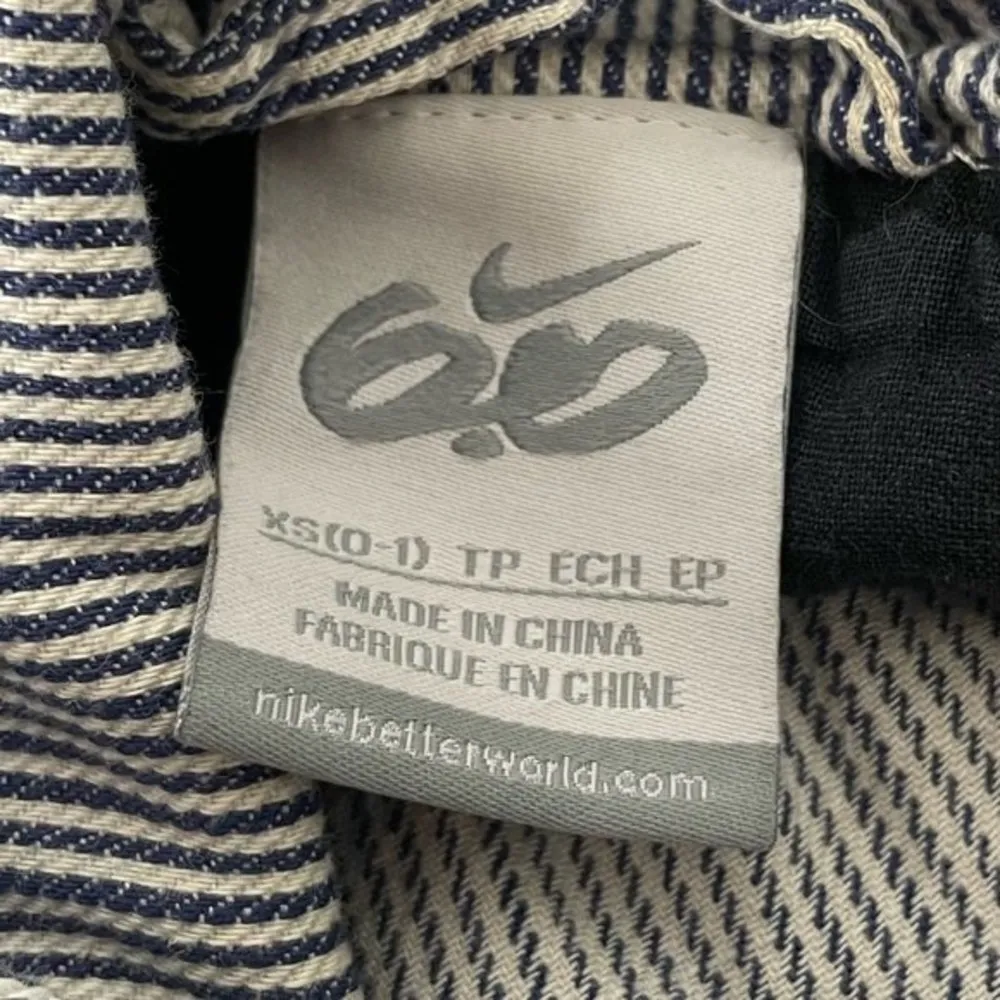 6.0
XS(0-1) TP ECH EP
MADE IN CHINA
FABRIQUE EN CHINE
nikebetterworld.com